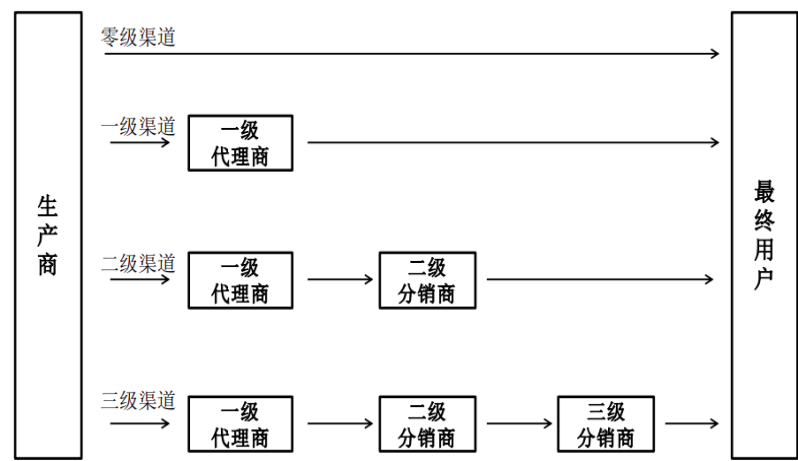 生产商
零级渠道
一级渠道
一级
代理商
二级渠道
一级
代理商
二级
分销商
三级渠道
一级
代理商
二级
分销商
三级
分销商
最终用户